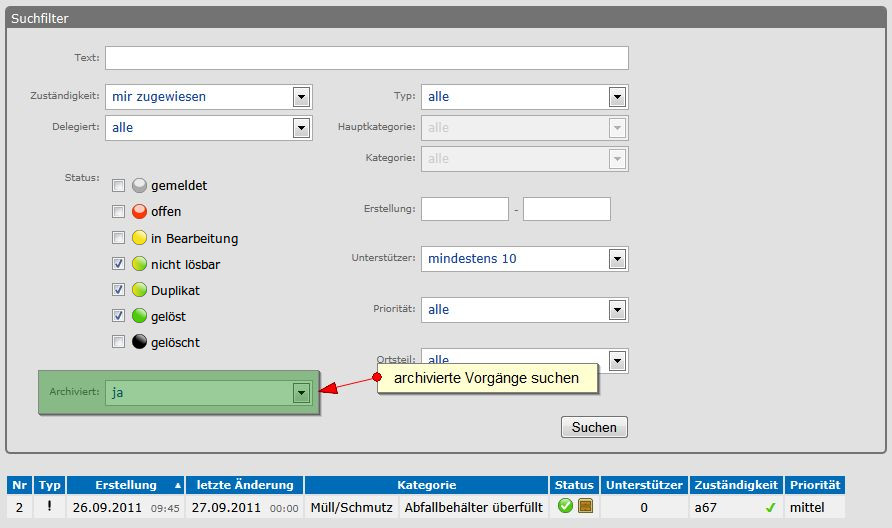 Suchfilter
Text:
Zuständigkeit: mir zugewiesen Typ: alle
Delegiert: alle Hauptkategorie: alle
Kategorie: alle
Status: gemeldet
offen Erstellung: -
in Bearbeitung
nicht lösbar Unterstützer: mindestens 10
Duplikat
gelöst Priorität: alle
gelöscht
Ortsteil: alle
archivierte Vorgänge suchen
Archiviert: ja
Suchen
Nr Typ Erstellung letzte Änderung Kategorie Status Unterstützer Zuständigkeit Priorität
2 ! 26.09.2011 09:45 27.09.2011 00:00 Müll/Schmutz Abfallbehälter überfüllt 0 a67 mittel